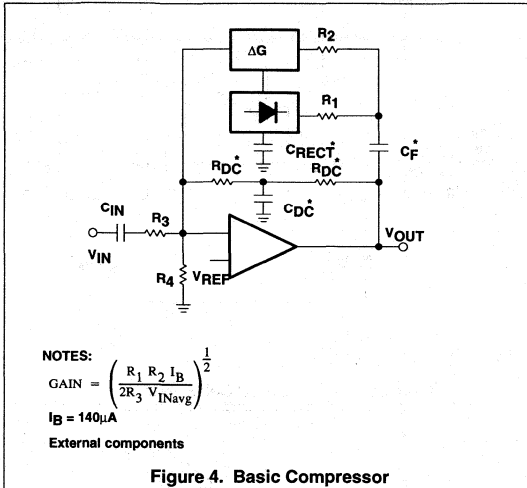 R2
ΔG
R1
CRECT*
CF*
RDC*
RDC*
CIN
R3
CDC*
VOUT
VIN
R4
VREF
NOTES:
GAIN = (R1 R2 IB / 2R3 VINavg)^1/2
IB = 140μA
External components
Figure 4. Basic Compressor